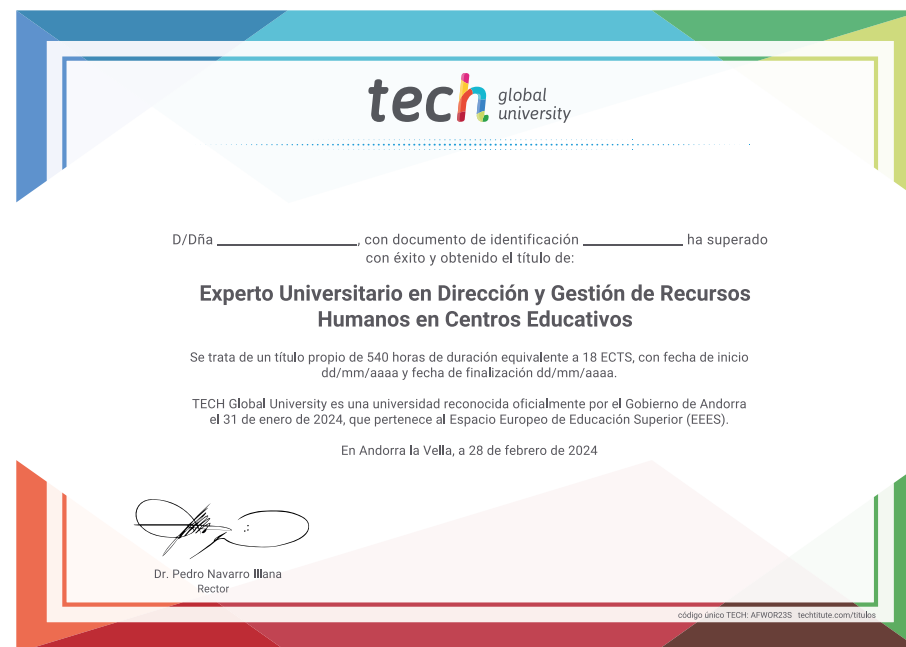 tech global university
D/Dña ____________________, con documento de identificación ______________ ha superado
con éxito y obtenido el título de:
Experto Universitario en Dirección y Gestión de Recursos
Humanos en Centros Educativos
Se trata de un título propio de 540 horas de duración equivalente a 18 ECTS, con fecha de inicio
dd/mm/aaaa y fecha de finalización dd/mm/aaaa.
TECH Global University es una universidad reconocida oficialmente por el Gobierno de Andorra
el 31 de enero de 2024, que pertenece al Espacio Europeo de Educación Superior (EEES).
En Andorra la Vella, a 28 de febrero de 2024
Dr. Pedro Navarro Illana
Rector
código único TECH: AFWOR23S techtitute.com/titulos